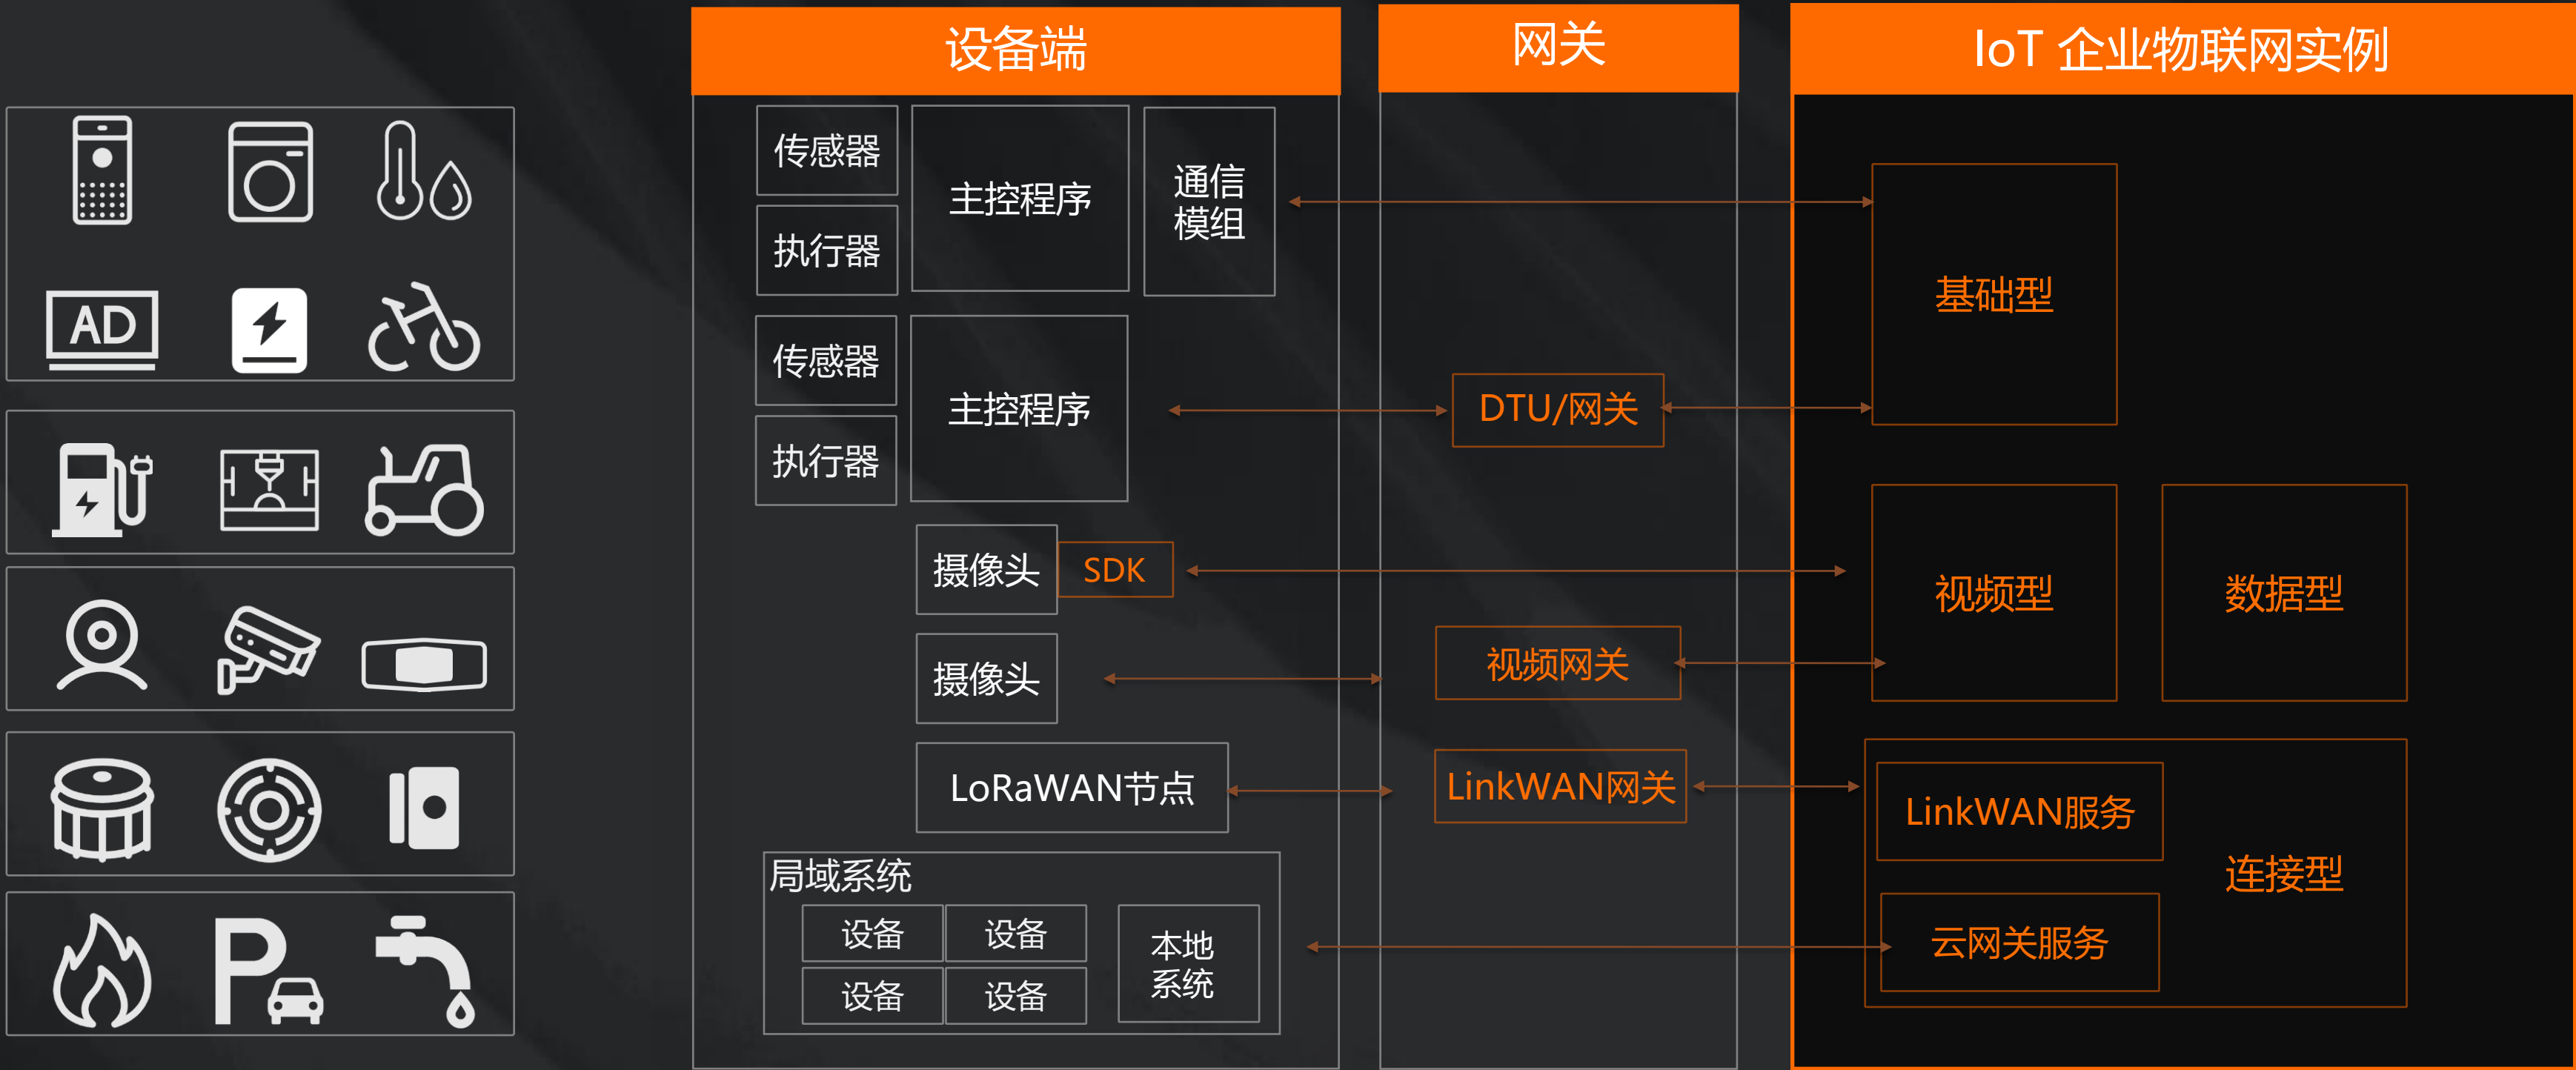 设备端
网关
IoT 企业物联网实例
AD
传感器
执行器
主控程序
通信
模组
基础型
传感器
执行器
主控程序
DTU/网关
摄像头
SDK
视频型
数据型
摄像头
视频网关
LoRaWAN节点
LinkWAN网关
LinkWAN服务
连接型
云网关服务
局域系统
设备
设备
设备
设备
本地
系统
P